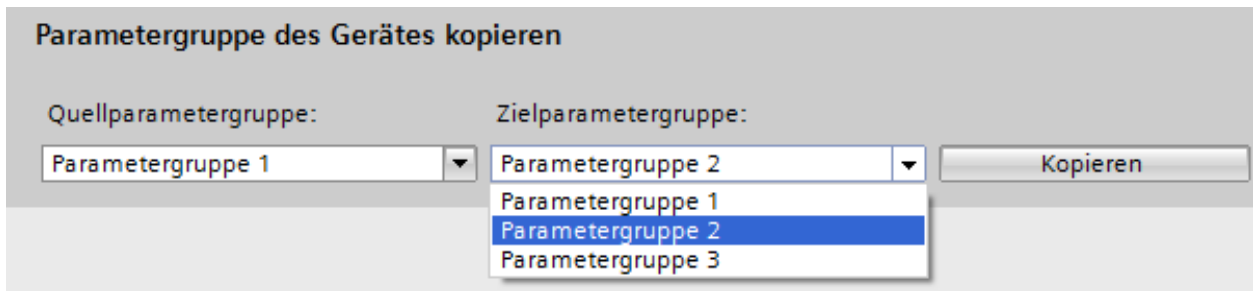 Parametergruppe des Gerätes kopieren
Quellparametergruppe: Zielparametergruppe:
Parametergruppe 1 Parametergruppe 2 Kopieren
Parametergruppe 1
Parametergruppe 2
Parametergruppe 3